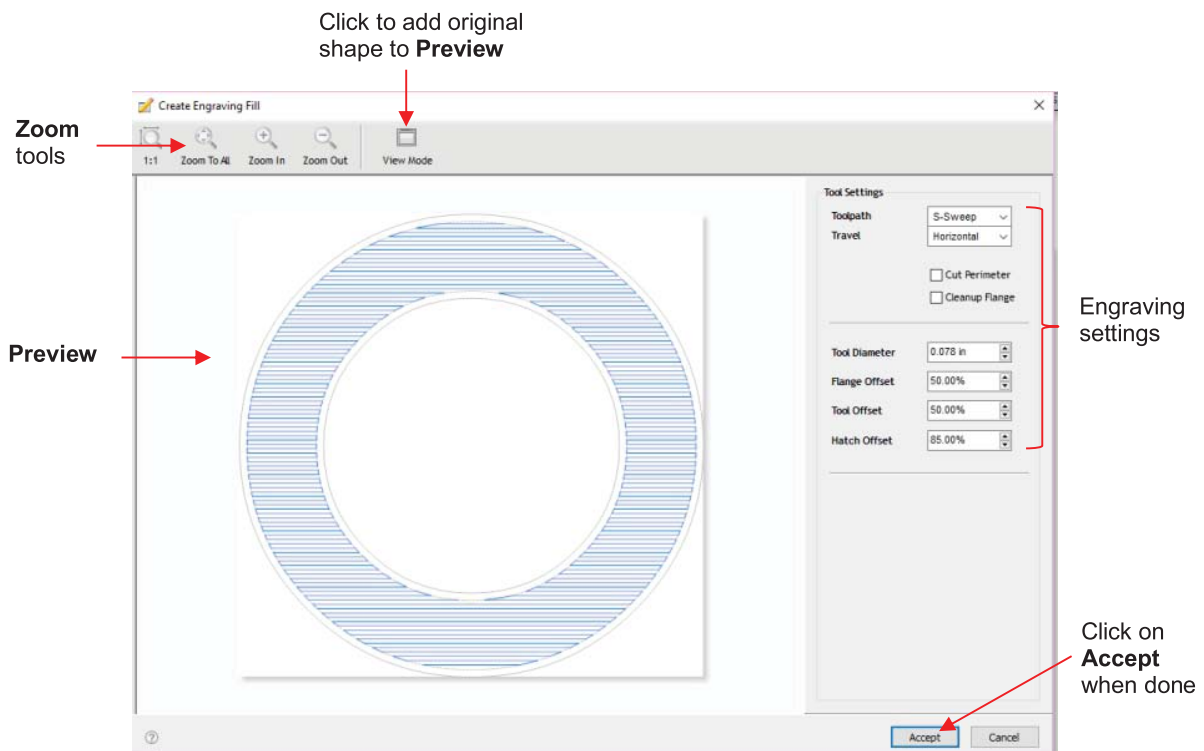 Click to add original
shape to Preview
Create Engraving Fill
Zoom
tools
1:1
Zoom To All
Zoom In
Zoom Out
View Mode
Tool Settings
Toolpath
S-Sweep
Travel
Horizontal
Cut Perimeter
Cleanup Flange
Engraving
settings
Preview
Tool Diameter
0.078 in
Flange Offset
50.00%
Tool Offset
50.00%
Hatch Offset
85.00%
Click on
Accept
when done
?
Accept
Cancel